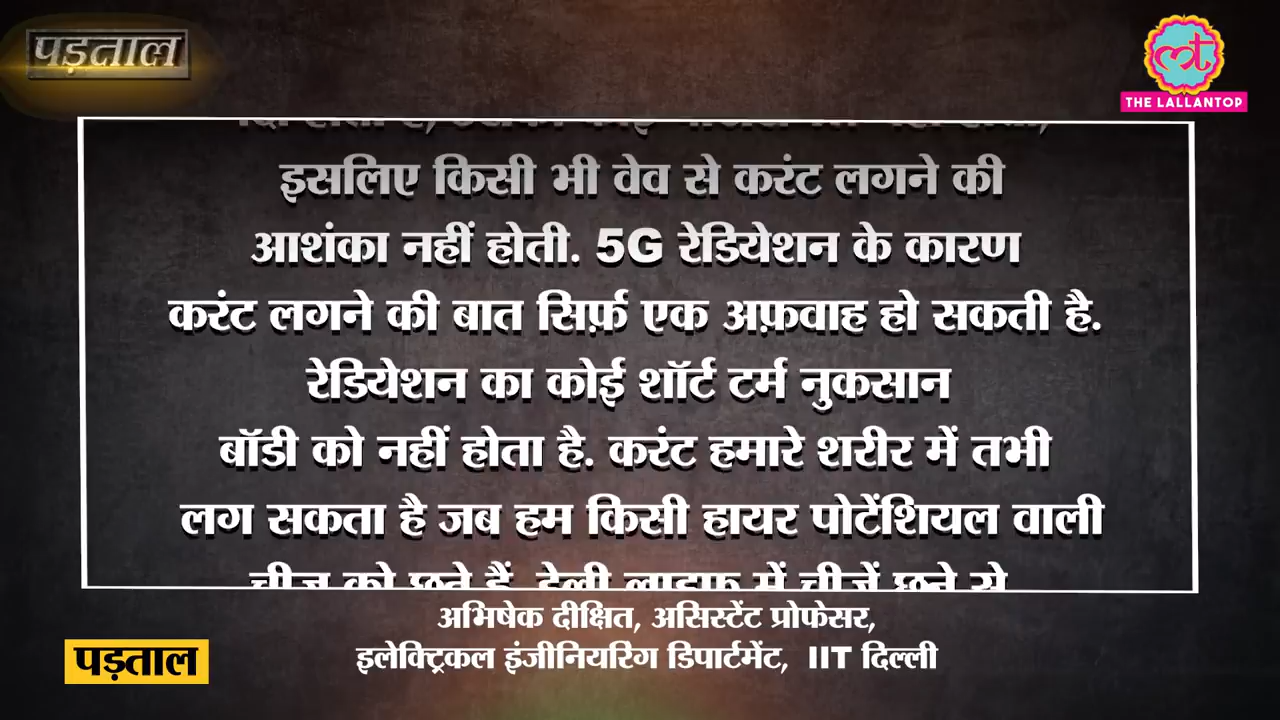 पड़ताल
THE LALLANTOP
इसलिए किसी भी वेव से करंट लगने की
आशंका नहीं होती. 5G रेडियेशन के कारण
करंट लगने की बात सिर्फ़ एक अफ़वाह हो सकती है.
रेडियेशन का कोई शॉर्ट टर्म नुकसान
बॉडी को नहीं होता है. करंट हमारे शरीर में तभी
लग सकता है जब हम किसी हायर पोटेंशियल वाली
चीज़ को छूते हैं. डेली लाइफ़ में चीजें छूने से
अभिषेक दीक्षित, असिस्टेंट प्रोफेसर,
इलेक्ट्रिकल इंजीनियरिंग डिपार्टमेंट, IIT दिल्ली
पड़ताल